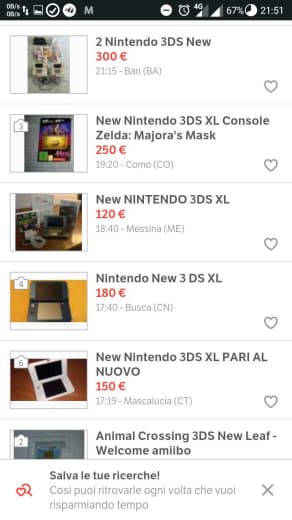 0B/s
0B/s
M
4G
67%
21:51
2 Nintendo 3DS New
300 €
21:15 - Bari (BA)
3
New Nintendo 3DS XL Console
Zelda: Majora's Mask
250 €
19:20 - Como (CO)
New NINTENDO 3DS XL
120 €
18:40 - Messina (ME)
4
Nintendo New 3 DS XL
180 €
17:40 - Busca (CN)
6
New Nintendo 3DS XL PARI AL
NUOVO
150 €
17:19 - Mascalucia (CT)
2
Animal Crossing 3DS New Leaf -
Welcome amiibo
Salva le tue ricerche!
Così puoi ritrovarle ogni volta che vuoi
risparmiando tempo